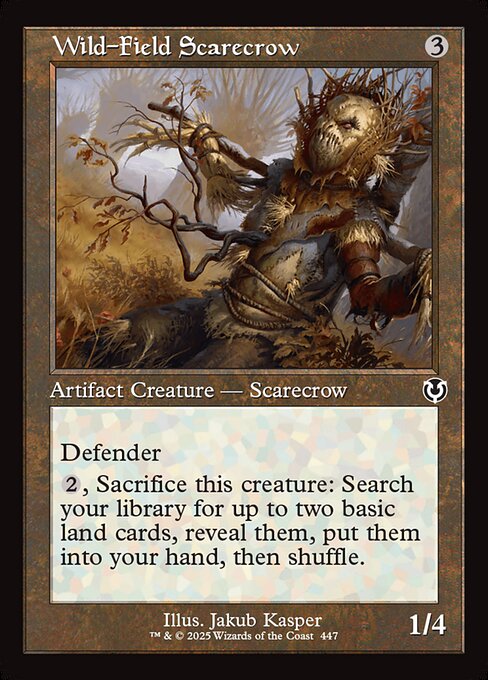 Wild-Field Scarecrow 3
Artifact Creature — Scarecrow
Defender
2, Sacrifice this creature: Search
your library for up to two basic
land cards, reveal them, put them
into your hand, then shuffle.
Illus. Jakub Kasper
™ & © 2025 Wizards of the Coast 447
1/4